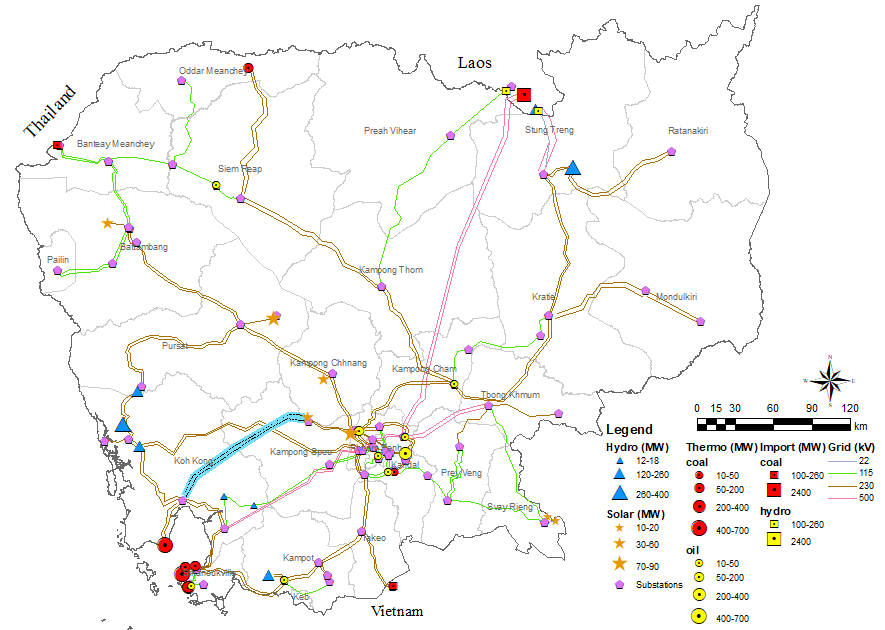 Laos
Thailand
Oddar Meanchey
Banteay Meanchey
Siem Reap
Preah Vihear
Stung Treng
Ratanakiri
Battambang
Pailin
Kampong Thom
Kratie
Mondulkiri
Pursat
Kampong Chhnang
Kampong Cham
Tbong Khmum
Koh Kong
Kampong Speu
Kandal
Prey Veng
Svay Rieng
Takeo
Kampot
Keb
Vietnam
N
W
E
S
0 15 30 60 90 120
km
Legend
Hydro (MW)
12-18
120-260
260-400
Solar (MW)
10-20
30-60
70-90
Substations
Thermo (MW)
coal
10-50
50-200
200-400
400-700
oil
10-50
50-200
200-400
400-700
Import (MW)
coal
100-260
2400
hydro
100-260
2400
Grid (kV)
22
115
230
500